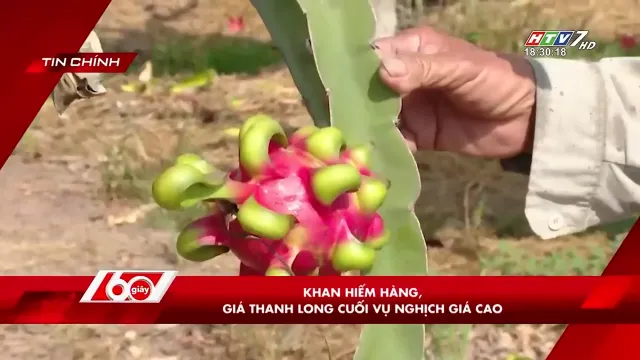 TIN CHÍNH
HTV7 HD
18:30:18
60 giây
KHAN HIẾM HÀNG,
GIÁ THANH LONG CUỐI VỤ NGHỊCH GIÁ CAO